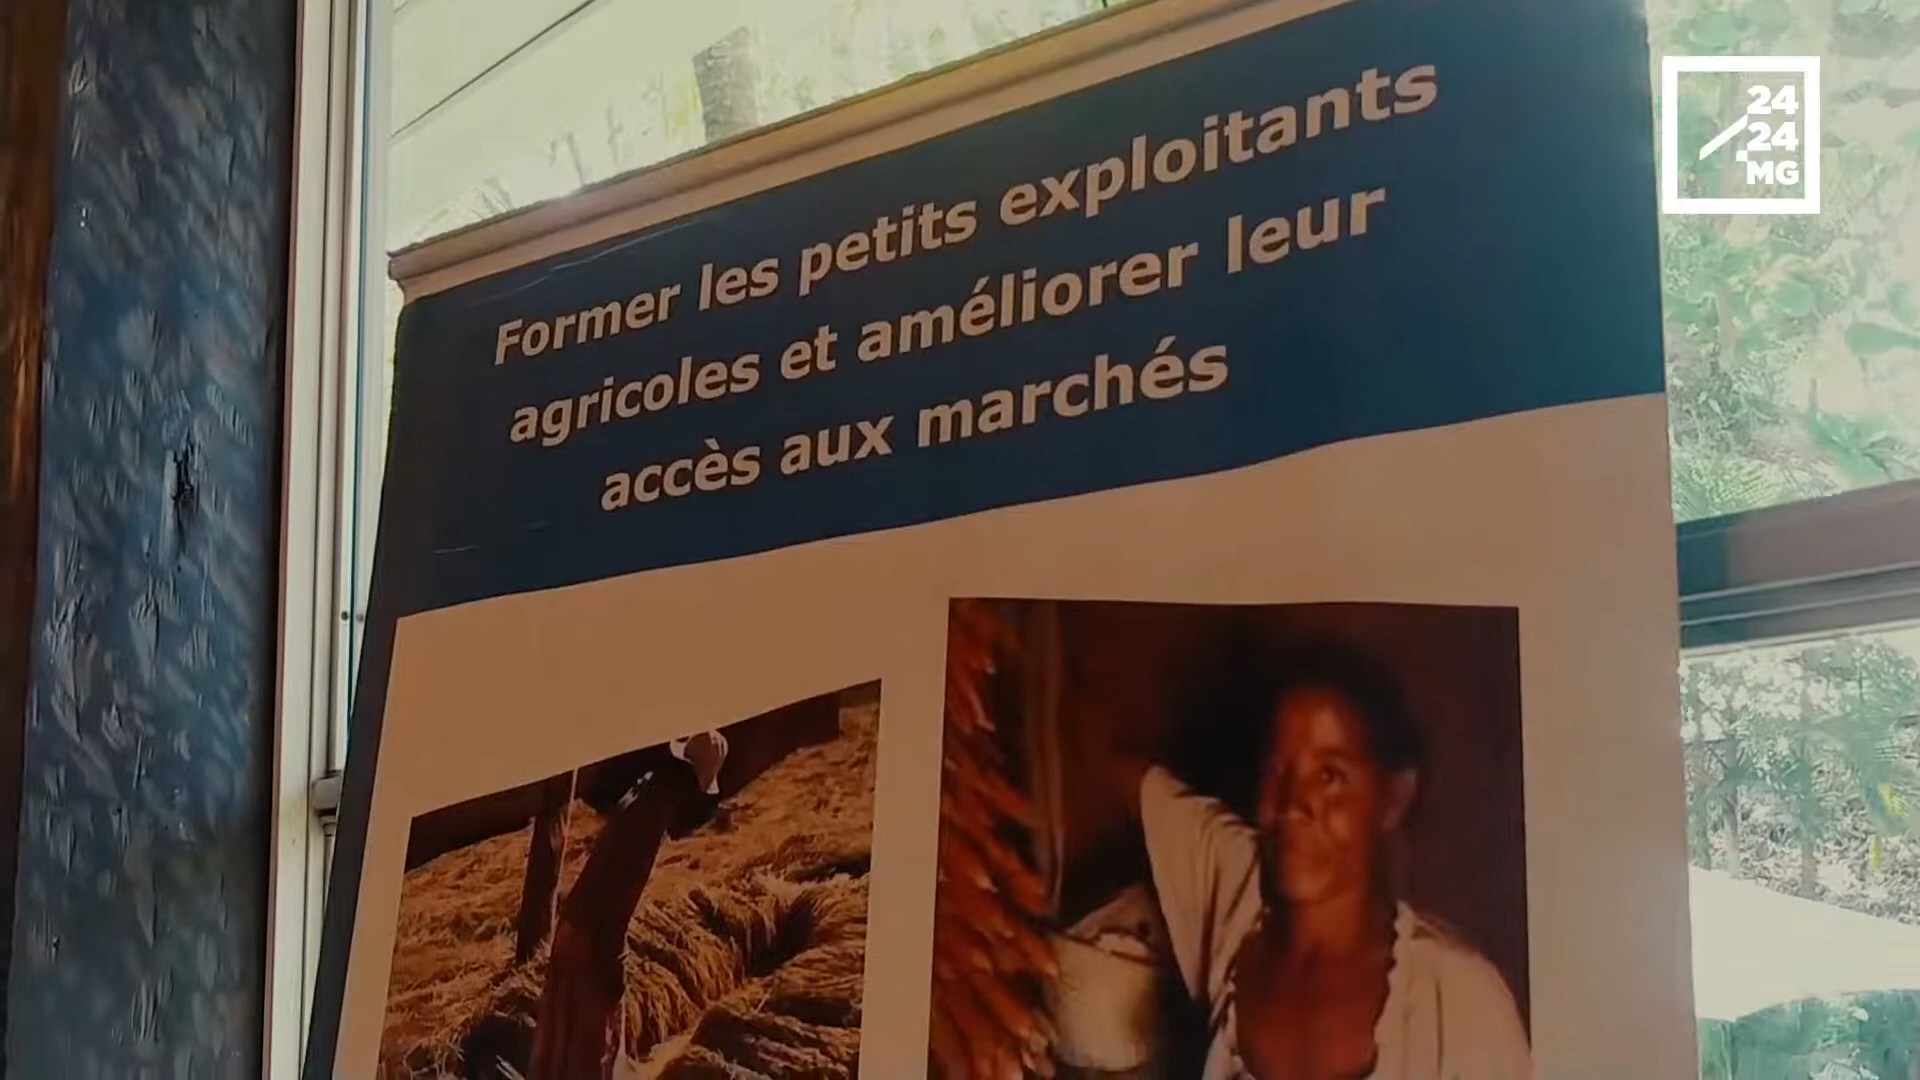 Former les petits exploitants
agricoles et améliorer leur
accès aux marchés
24
24
MG